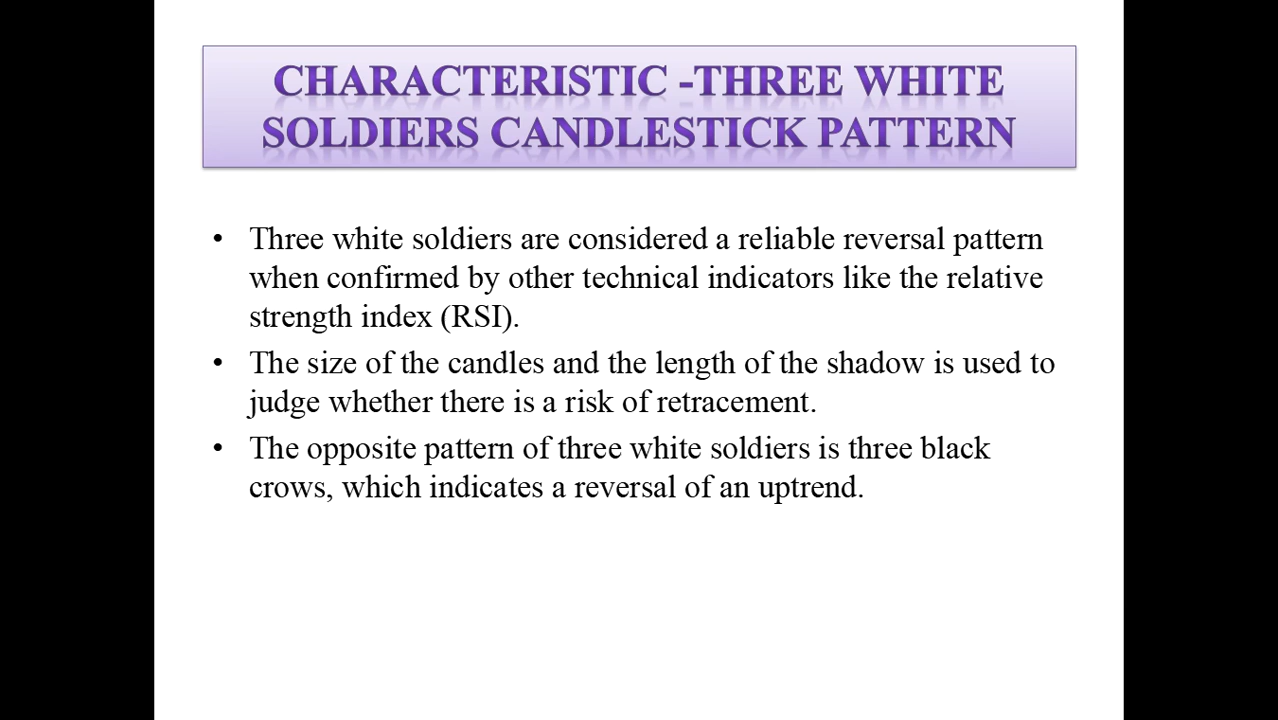 CHARACTERISTIC -THREE WHITE
SOLDIERS CANDLESTICK PATTERN
• Three white soldiers are considered a reliable reversal pattern
when confirmed by other technical indicators like the relative
strength index (RSI).
• The size of the candles and the length of the shadow is used to
judge whether there is a risk of retracement.
• The opposite pattern of three white soldiers is three black
crows, which indicates a reversal of an uptrend.